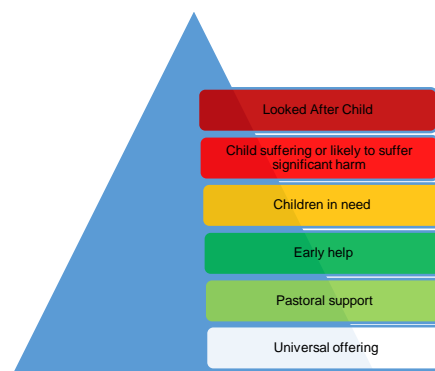 Looked After Child
Child suffering or likely to suffer
significant harm
Children in need
Early help
Pastoral support
Universal offering